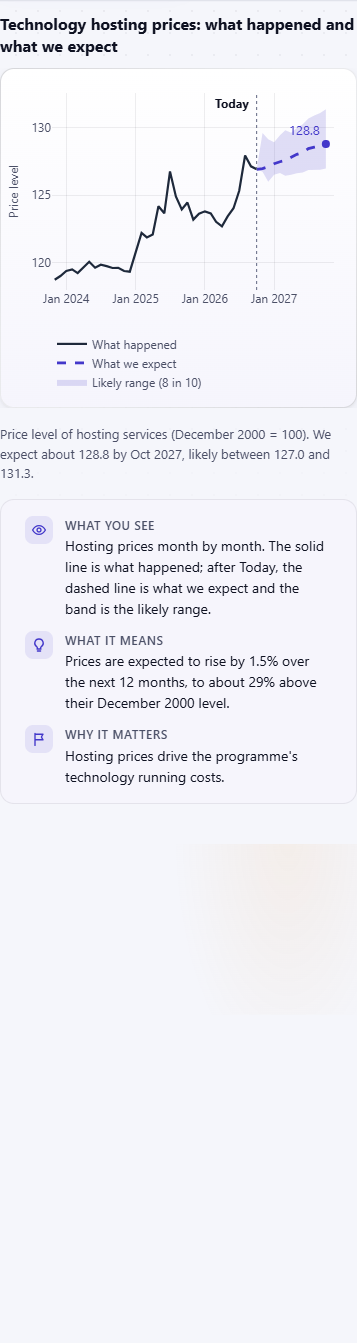 Technology hosting prices: what happened and
what we expect
Today
130
128.8
125
120
Price level
Jan 2024
Jan 2025
Jan 2026
Jan 2027
What happened
What we expect
Likely range (8 in 10)
Price level of hosting services (December 2000 = 100). We
expect about 128.8 by Oct 2027, likely between 127.0 and
131.3.
WHAT YOU SEE
Hosting prices month by month. The solid
line is what happened; after Today, the
dashed line is what we expect and the
band is the likely range.
WHAT IT MEANS
Prices are expected to rise by 1.5% over
the next 12 months, to about 29% above
their December 2000 level.
WHY IT MATTERS
Hosting prices drive the programme's
technology running costs.